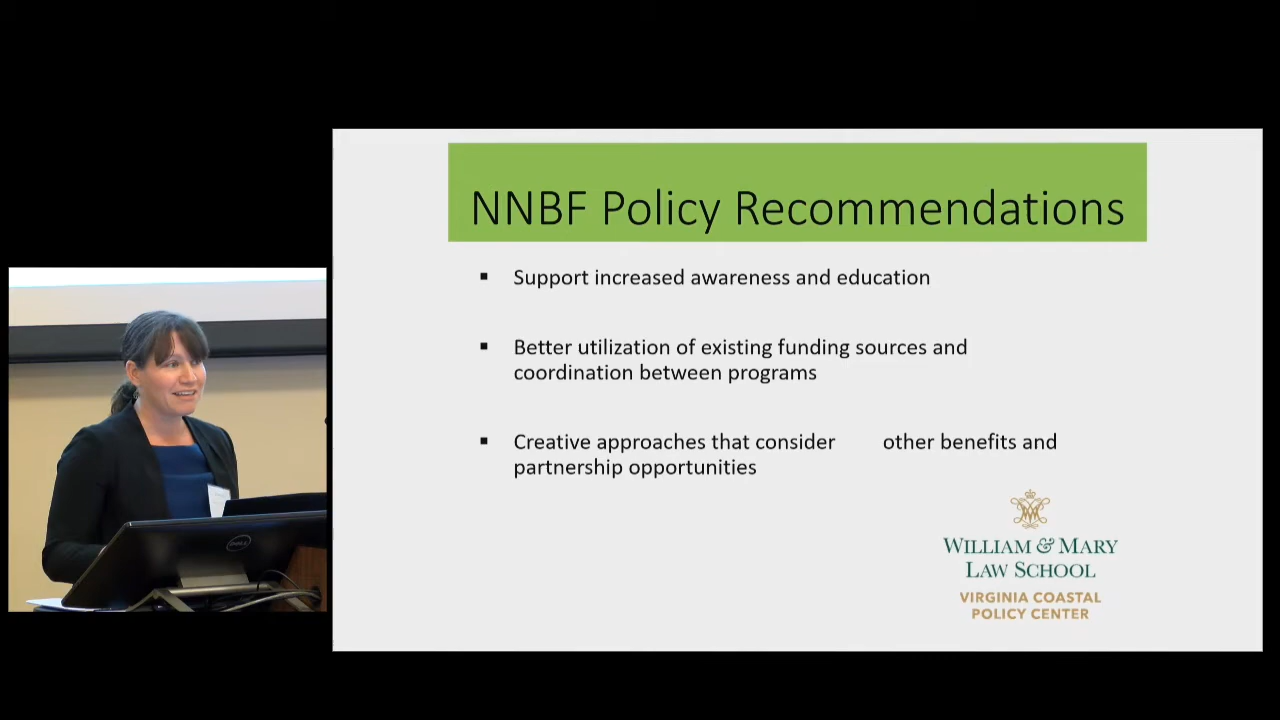 NNBF Policy Recommendations
▪ Support increased awareness and education
▪ Better utilization of existing funding sources and
coordination between programs
▪ Creative approaches that consider other benefits and
partnership opportunities
WILLIAM & MARY
LAW SCHOOL
VIRGINIA COASTAL
POLICY CENTER
DELL